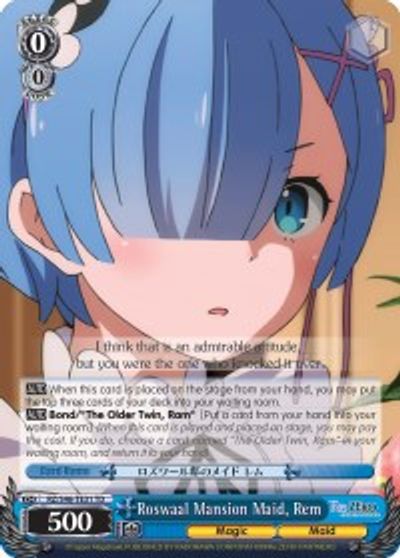 0
0
I think that is an admirable attitude,
but you were the one who knocked it over.
When this card is placed on the stage from your hand, you may put
the top three cards of your deck into your waiting room.
Bond/"The Older Twin, Ram" [Put a card from your hand into your
waiting room] (When this card is played and placed on stage, you may pay
the cost. If you do, choose a card named "The Older Twin, Ram" in your waiting
room, and return it to your hand)
Card Name ロズワール邸のメイド レム
500
Roswaal Mansion Maid, Rem
Magic Maid